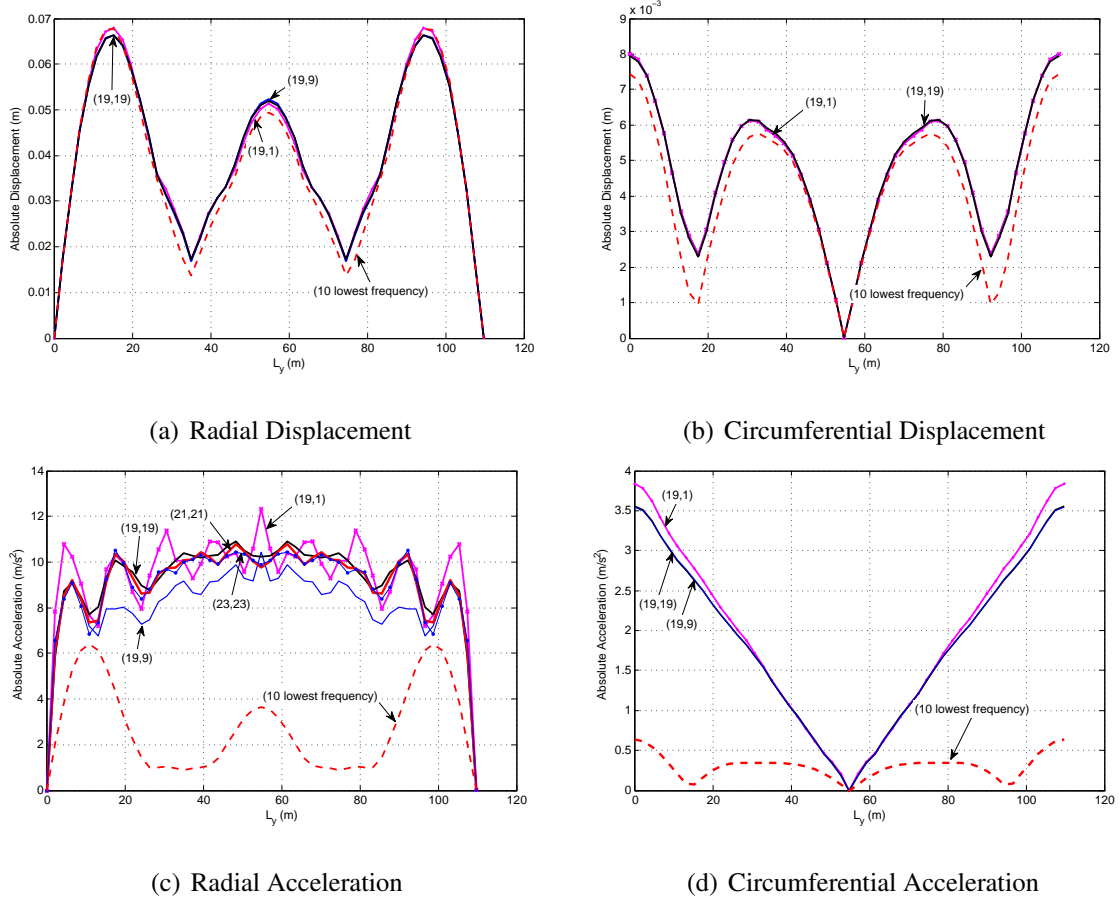 0.07
0.06
0.05
0.04
0.03
0.02
0.01
0
0 20 40 60 80 100 120
Absolute Displacement (m)
L_y (m)
(19,19)
(19,9)
(19,1)
(10 lowest frequency)
(a) Radial Displacement
x 10⁻³
9
8
7
6
5
4
3
2
1
0
0 20 40 60 80 100 120
Absolute Displacement (m)
L_y (m)
(19,1)
(19,19)
(10 lowest frequency)
(b) Circumferential Displacement
14
12
10
8
6
4
2
0
0 20 40 60 80 100 120
Absolute Acceleration (m/s²)
L_y (m)
(19,1)
(21,21)
(19,19)
(23,23)
(19,9)
(10 lowest frequency)
(c) Radial Acceleration
4
3.5
3
2.5
2
1.5
1
0.5
0
0 20 40 60 80 100 120
Absolute Acceleration (m/s²)
L_y (m)
(19,1)
(19,19)
(19,9)
(10 lowest frequency)
(d) Circumferential Acceleration